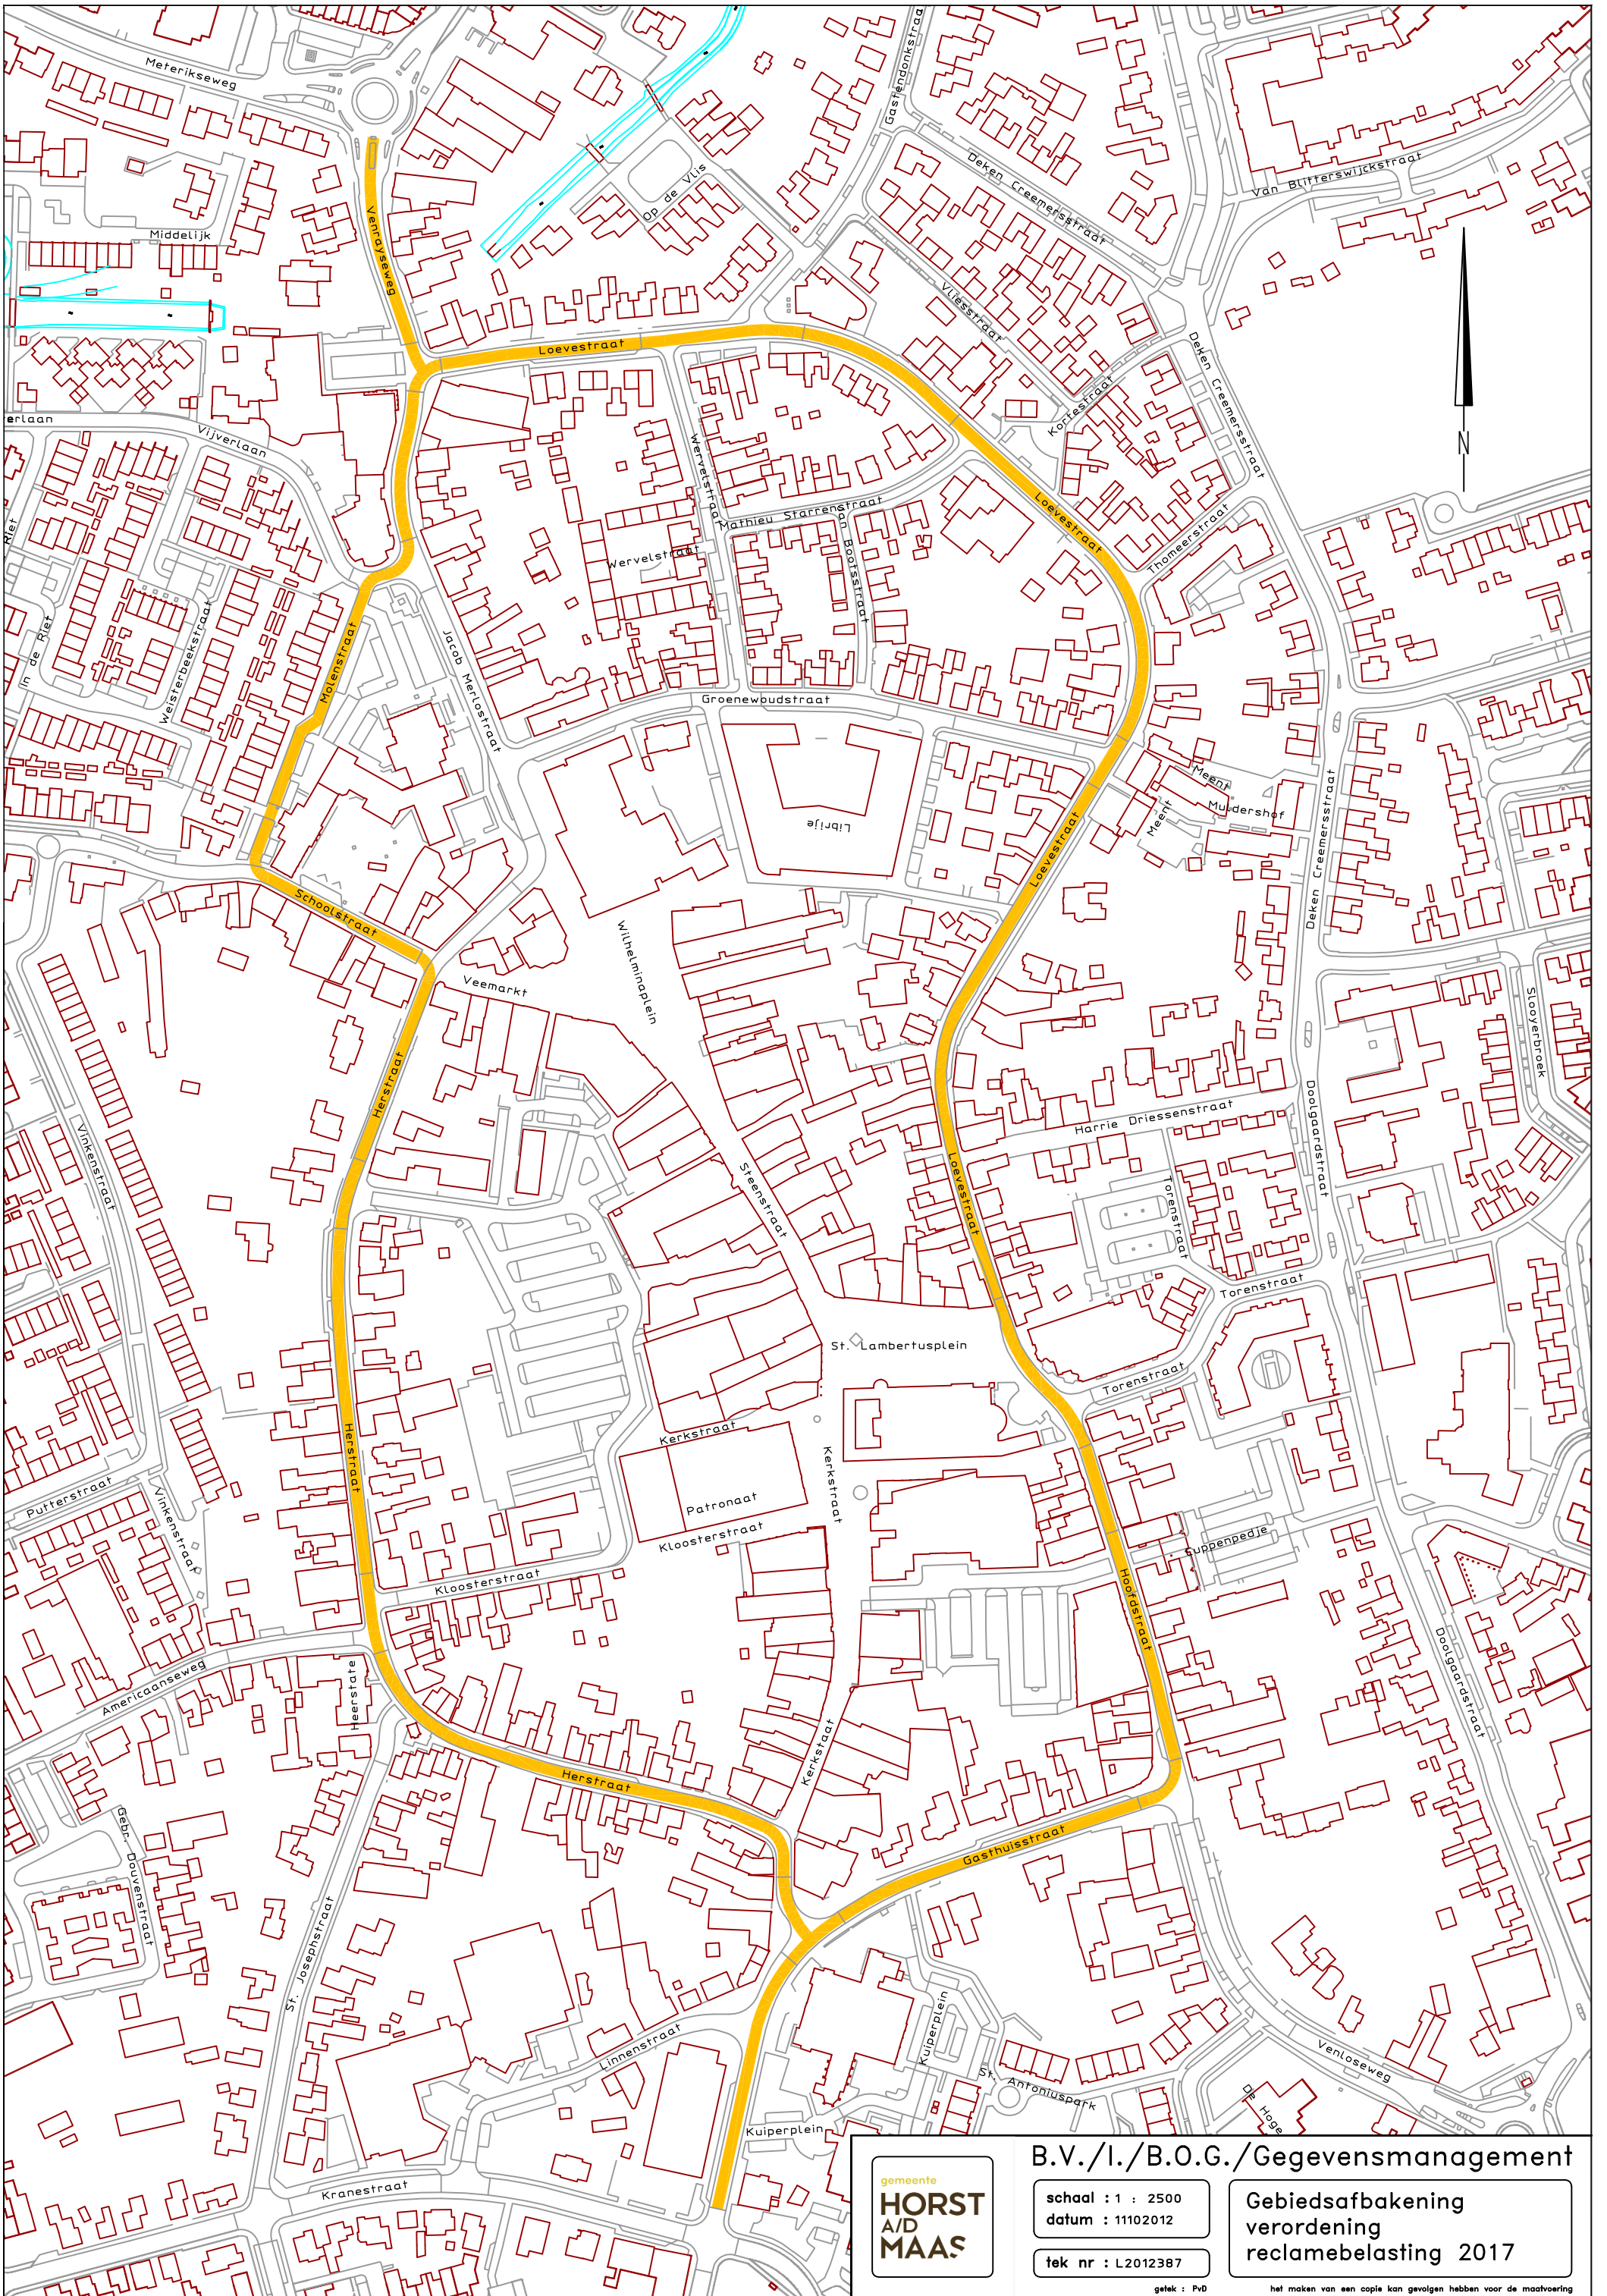 Meterikseweg
Gastendonkstraat
Deken Creemersstraat
Van Blitterswijckstraat
Op de Vlis
Middelijk
Venrayseweg
Vliesstraat
Loevestraat
Deken Creemersstraat
Kortestraat
erlaan
Vijverlaan
Wervelstraat
Mathieu Starrenstraat
Loevestraat
Thomeerstraat
N
Riet
Wervelstraat
an Bootsstraat
In de Riet
Weisterbeekstraat
Molenstraat
Jacob Merlostraat
Groenewoudstraat
Meent
Muldershof
Meent
Librije
Loevestraat
Deken Creemersstraat
Schoolstraat
Wilhelminaplein
Veemarkt
Slooyerbroek
Herstraat
Harrie Driessenstraat
Doolgaardstraat
Vinkenstraat
Steenstraat
Loevestraat
Torenstraat
Torenstraat
St. Lambertusplein
Torenstraat
Kerkstraat
Herstraat
Kerkstraat
Putterstraat
Vinkenstraat
Patronaat
Kloosterstraat
Cuppenpedje
Kloosterstraat
Hoofdstraat
Doolgaardstraat
Americaanseweg
Heerstate
Kerkstaat
Herstraat
Gasthuisstraat
Gebr. Douvenstraat
St. Josephstraat
Linnenstraat
Kuiperplein
St. Antoniuspark
Venloseweg
De Hoge
Kuiperplein
Kranestraat
B.V./I./B.O.G./Gegevensmanagement
gemeente
HORST
A/D
MAAS
schaal : 1 : 2500
datum : 11102012
tek nr : L2012387
Gebiedsafbakening
verordening
reclamebelasting 2017
getek : PvD
het maken van een copie kan gevolgen hebben voor de maatvoering